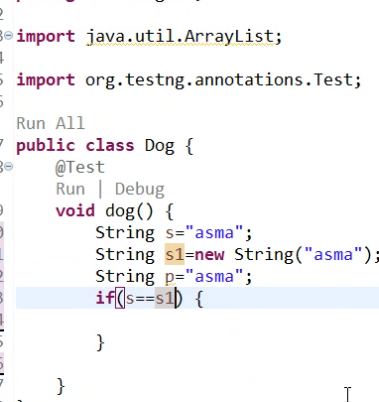 import java.util.ArrayList;
import org.testng.annotations.Test;
Run All
public class Dog {
@Test
Run | Debug
void dog() {
String s="asma";
String s1=new String("asma");
String p="asma";
if(s==s1) {
}
}